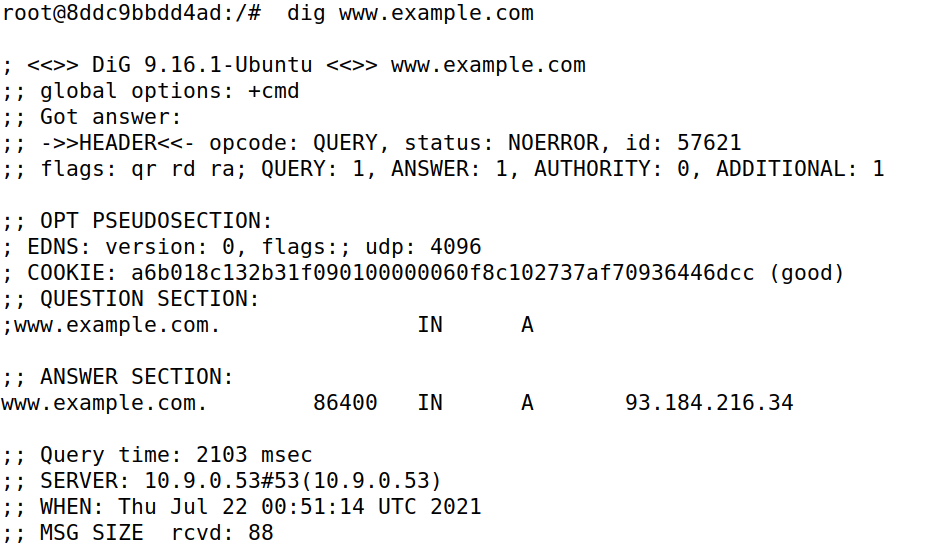 root@8ddc9bbdd4ad:/#  dig www.example.com
; <<>> DiG 9.16.1-Ubuntu <<>> www.example.com
;; global options: +cmd
;; Got answer:
;; ->>HEADER<<- opcode: QUERY, status: NOERROR, id: 57621
;; flags: qr rd ra; QUERY: 1, ANSWER: 1, AUTHORITY: 0, ADDITIONAL: 1
;; OPT PSEUDOSECTION:
; EDNS: version: 0, flags:; udp: 4096
; COOKIE: a6b018c132b31f090100000060f8c102737af70936446dcc (good)
;; QUESTION SECTION:
;www.example.com.               IN      A
;; ANSWER SECTION:
www.example.com.        86400   IN      A       93.184.216.34
;; Query time: 2103 msec
;; SERVER: 10.9.0.53#53(10.9.0.53)
;; WHEN: Thu Jul 22 00:51:14 UTC 2021
;; MSG SIZE  rcvd: 88